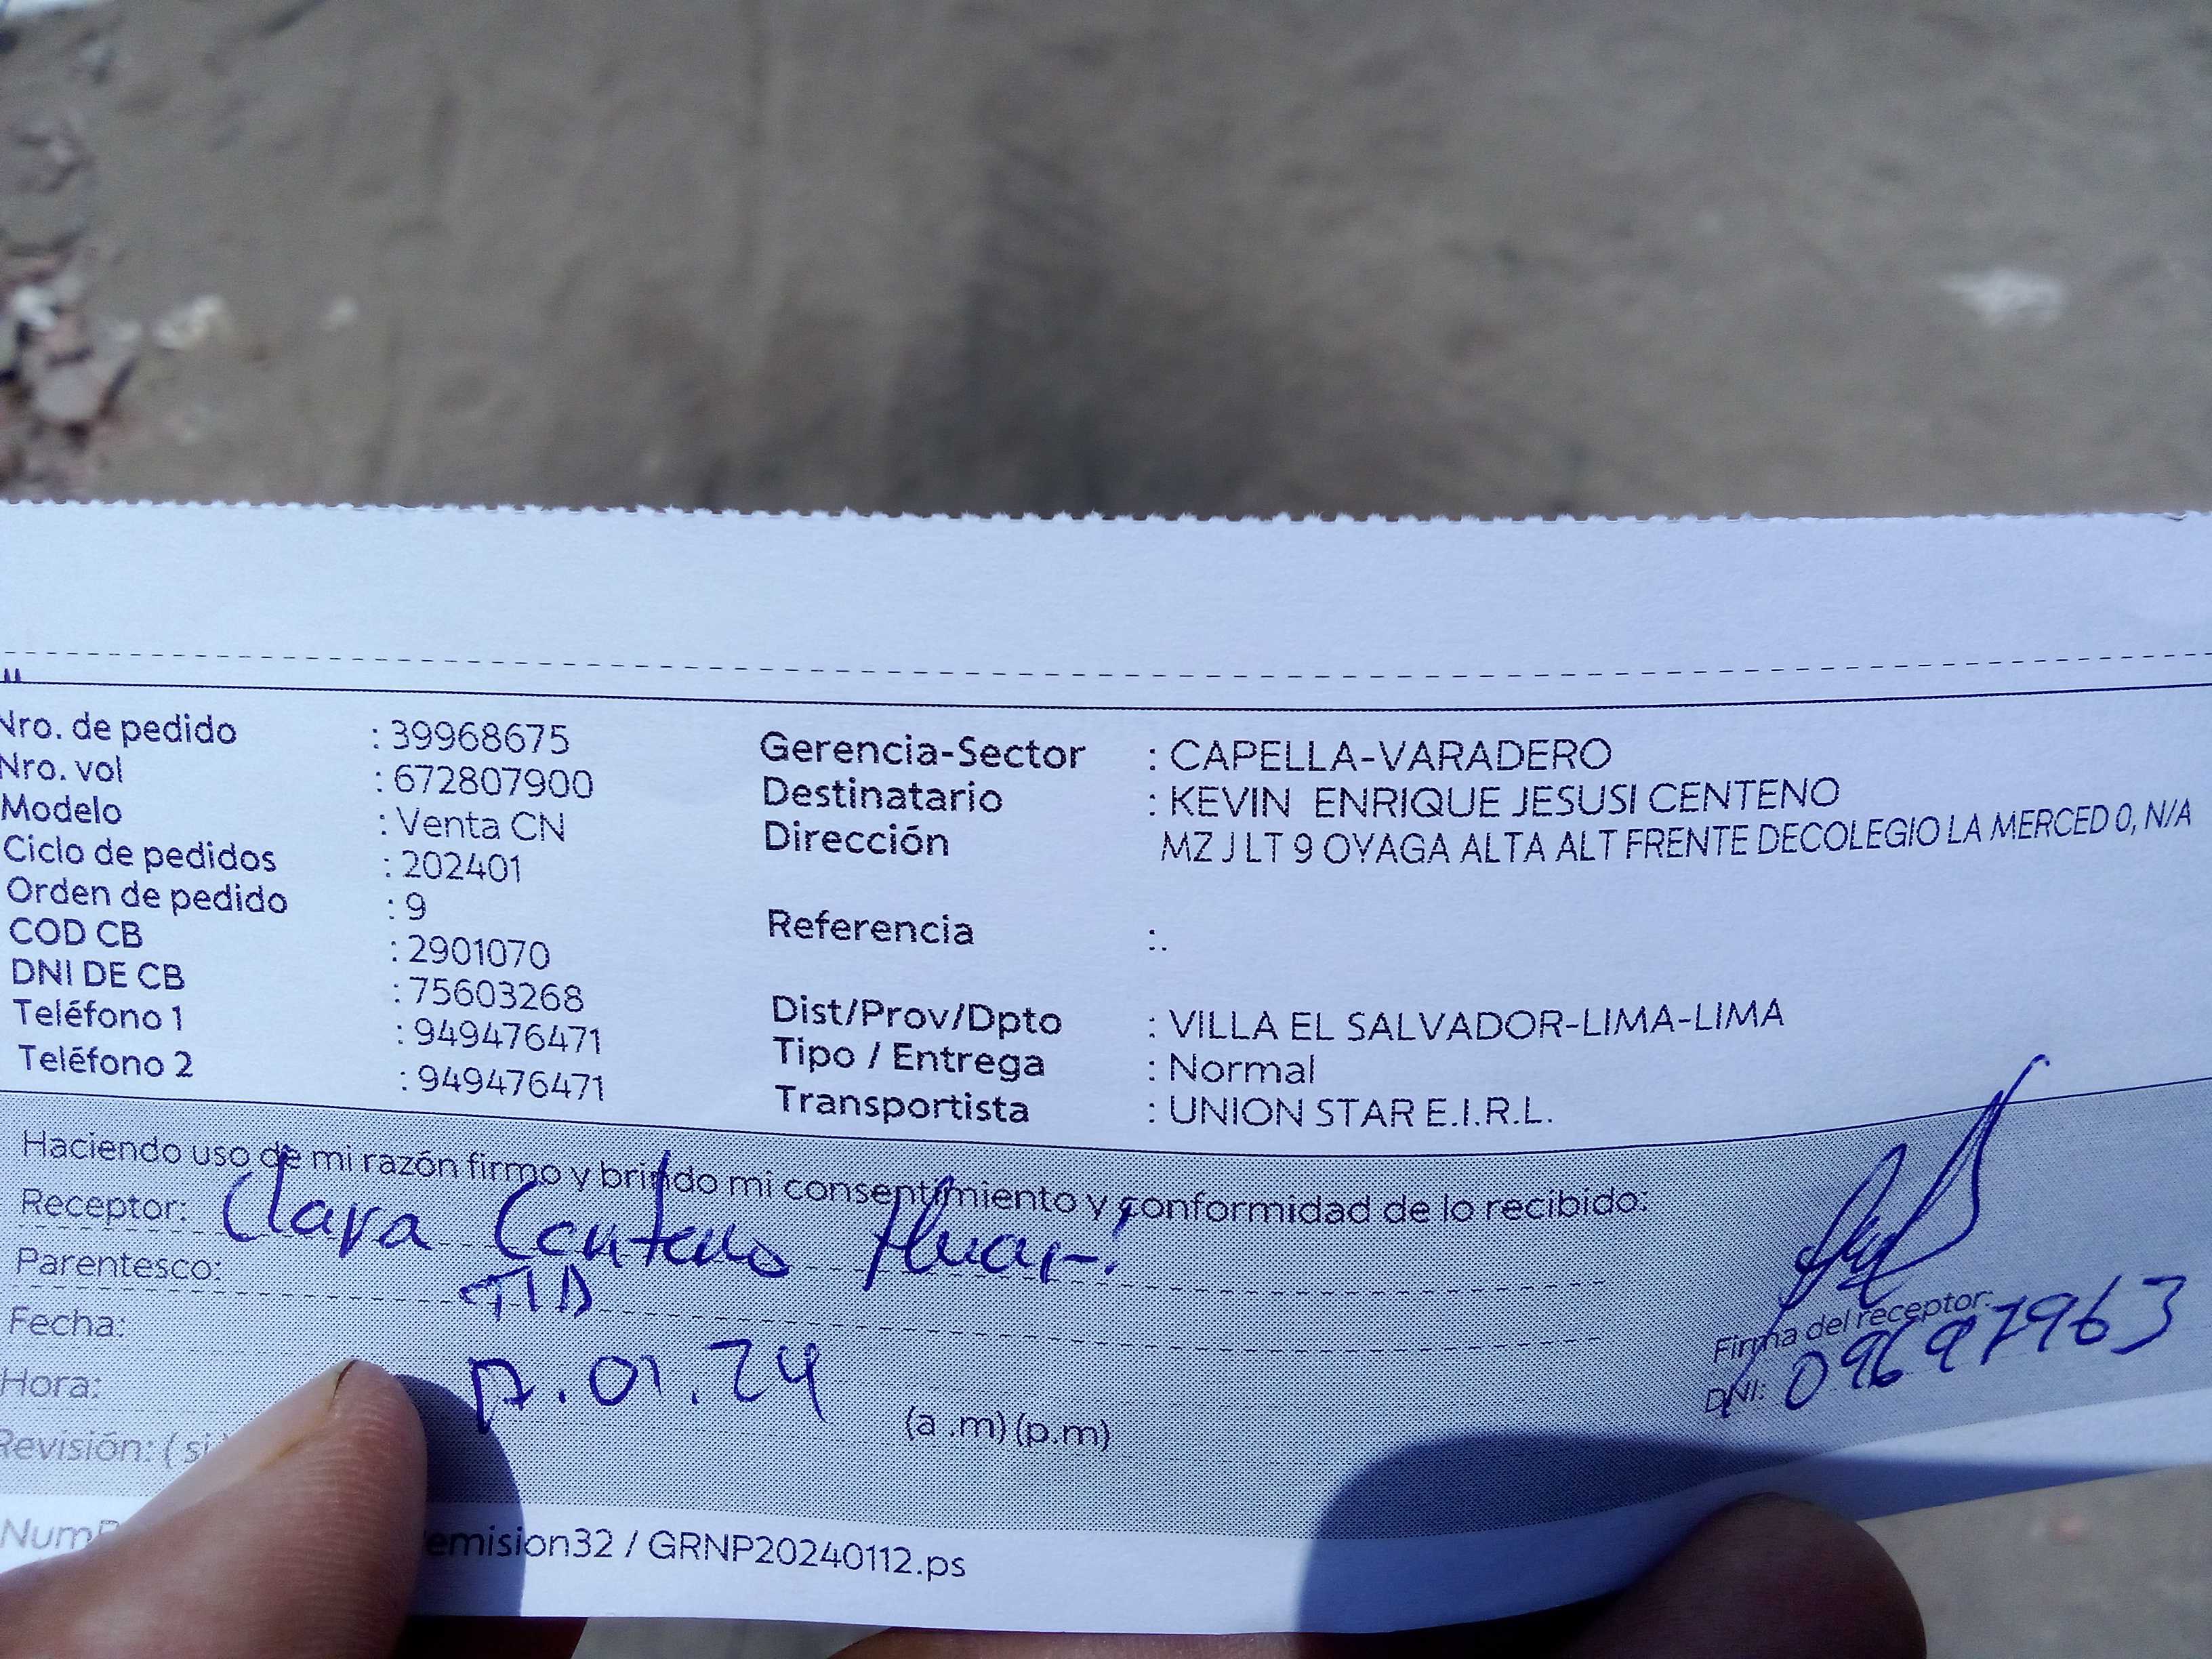 Nro. de pedido : 39968675
Nro. vol : 672807900
Modelo : Venta CN
Ciclo de pedidos : 202401
Orden de pedido : 9
COD CB : 2901070
DNI DE CB : 75603268
Teléfono 1 : 949476471
Teléfono 2 : 949476471
Gerencia-Sector : CAPELLA-VARADERO
Destinatario : KEVIN ENRIQUE JESUSI CENTENO
Dirección MZ J LT 9 OYAGA ALTA ALT FRENTE DECOLEGIO LA MERCED 0, N/A
Referencia :.
Dist/Prov/Dpto : VILLA EL SALVADOR-LIMA-LIMA
Tipo / Entrega : Normal
Transportista : UNION STAR E.I.R.L.
Haciendo uso de mi razón firmo y brindo mi consentimiento y conformidad de lo recibido:
Receptor: Clara Centeno
Parentesco: TIA
Fecha: 17.01.24
Hora: (a .m) (p.m)
Revisión: ( si
Firma del receptor:
DNI: 09697963
emision32 / GRNP20240112.ps